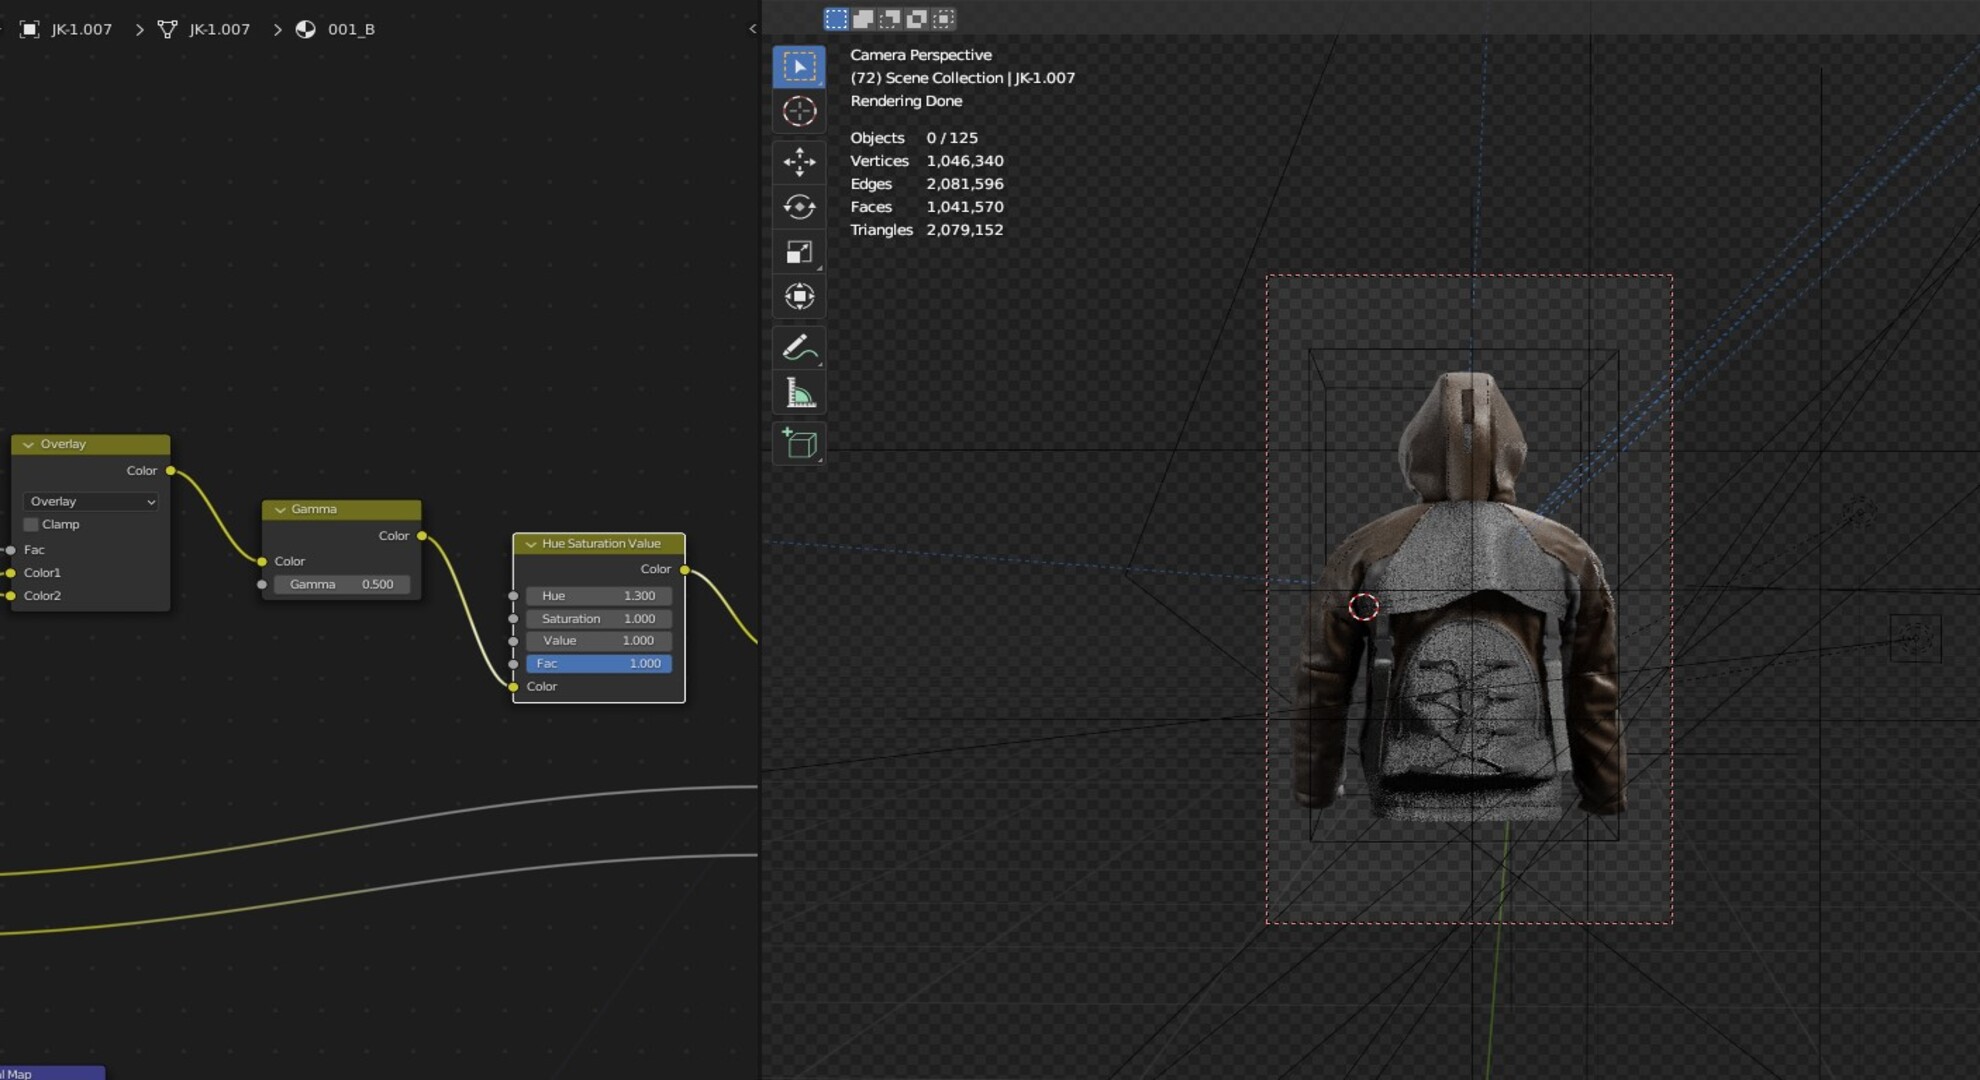 JK-1.007 > JK-1.007 > 001_B
Overlay
Color
Overlay
Clamp
Fac
Color1
Color2
Gamma
Color
Color
Gamma 0.500
Hue Saturation Value
Color
Hue 1.300
Saturation 1.000
Value 1.000
Fac 1.000
Color
l Map
Camera Perspective
(72) Scene Collection | JK-1.007
Rendering Done
Objects 0 / 125
Vertices 1,046,340
Edges 2,081,596
Faces 1,041,570
Triangles 2,079,152